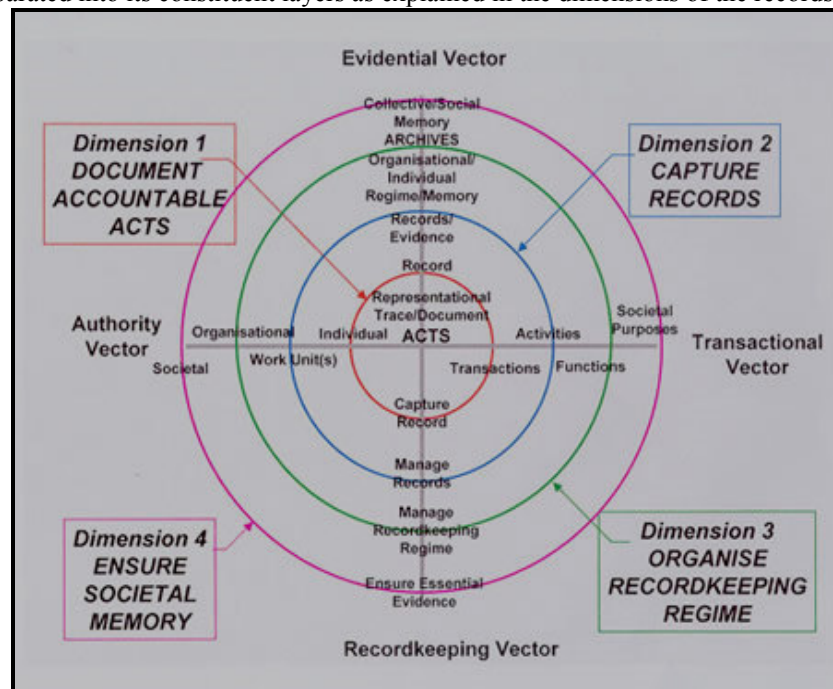 Evidential Vector
Collective/Social
Memory
ARCHIVES
Dimension 1
DOCUMENT
ACCOUNTABLE
ACTS
Dimension 2
CAPTURE
RECORDS
Organisational/
Individual
Regime/Memory
Records/
Evidence
Record
Representational
Trace/Document
ACTS
Authority
Vector
Organisational
Individual
Societal
Work Unit(s)
Activities
Societal
Purposes
Transactions
Functions
Transactional
Vector
Capture
Record
Manage
Records
Manage
Recordkeeping
Regime
Ensure Essential
Evidence
Dimension 4
ENSURE
SOCIETAL
MEMORY
Dimension 3
ORGANISE
RECORDKEEPING
REGIME
Recordkeeping Vector